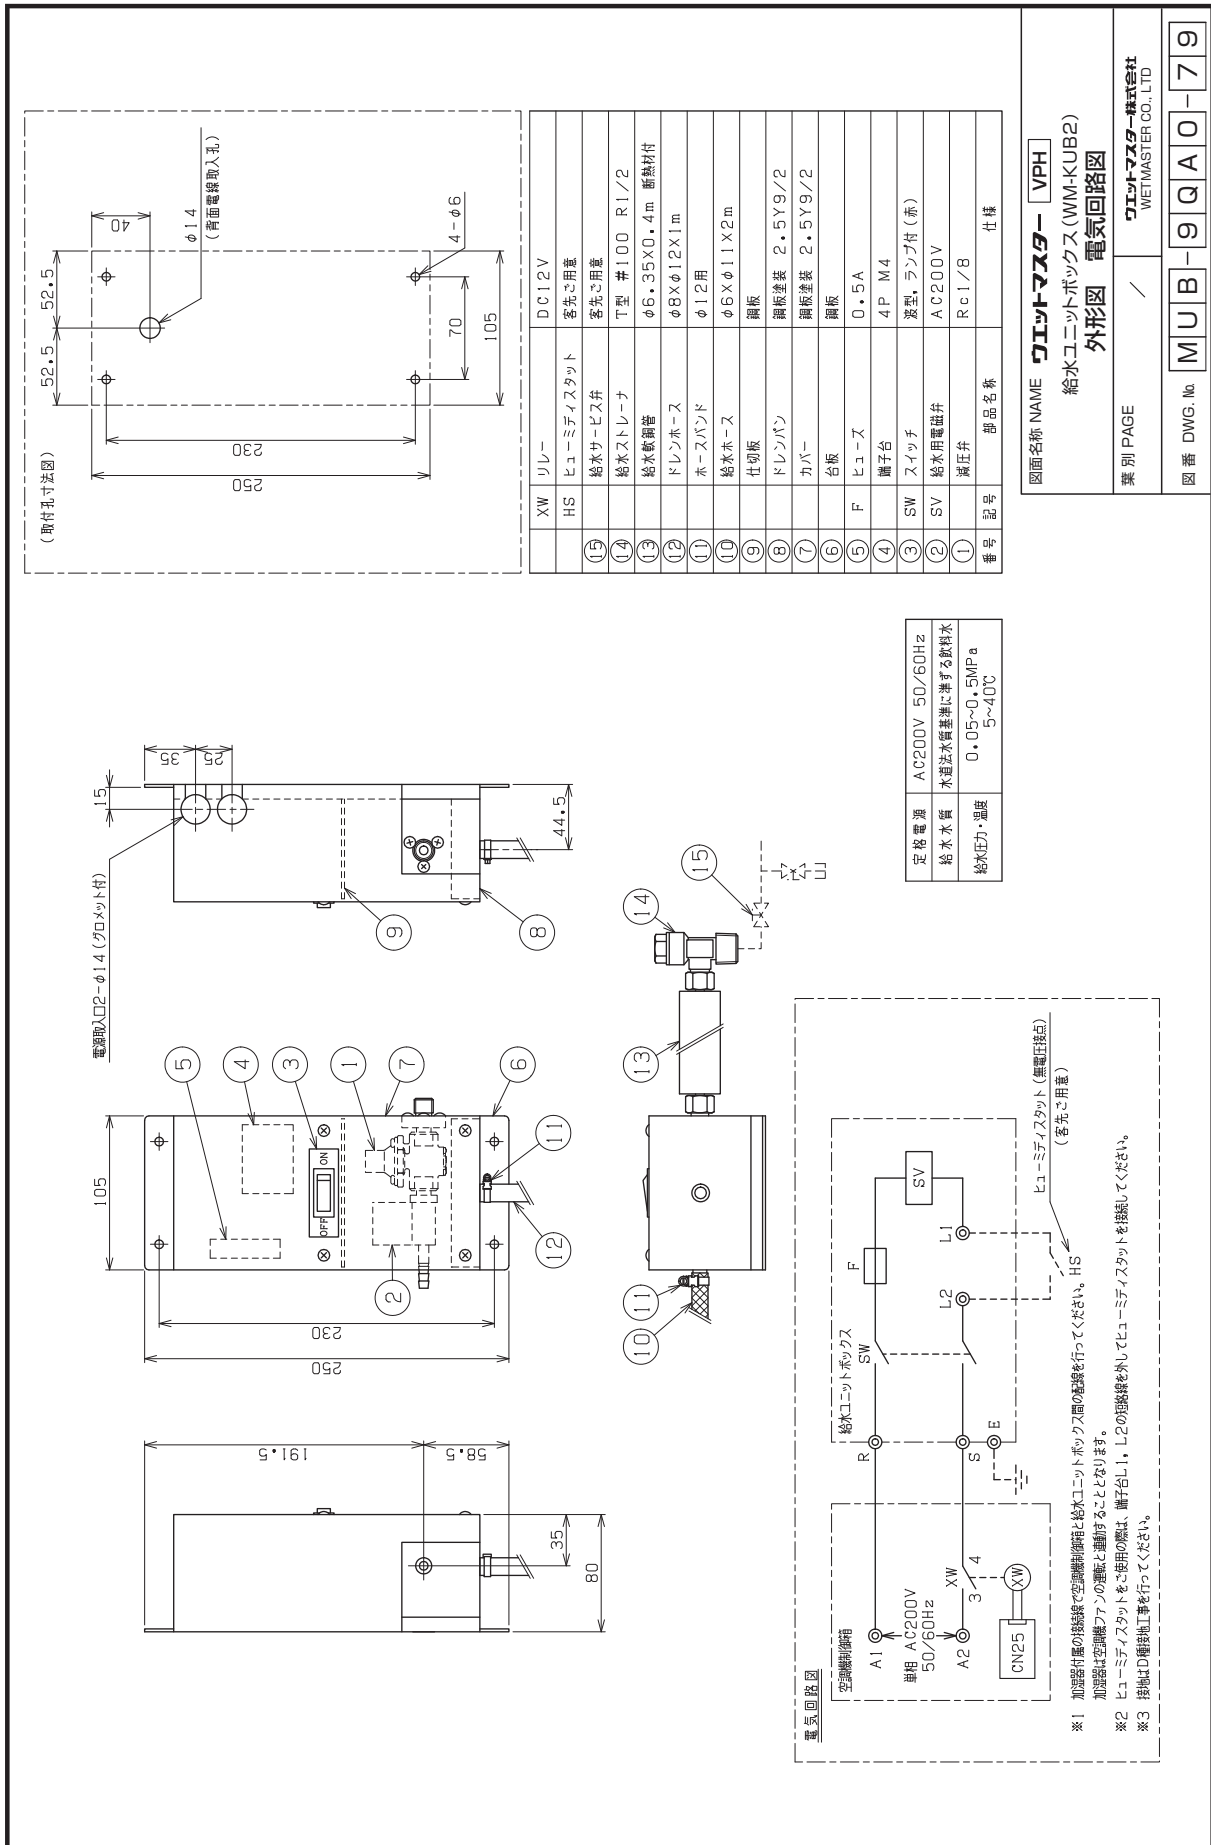 電源取入口2-φ14(グロメット付)
15
35
25
105
230
250
191.5
58.5
35
80
44.5
OFF
ON
5
4
3
1
7
6
11
12
2
9
8
10
11
13
14
15
(取付孔寸法図)
52.5
52.5
40
φ14
(背面電線取入孔)
4-φ6
70
105
230
250
XW リレー DC12V
HS ヒューミディスタット 客先ご用意
⑮ 給水サービス弁 客先ご用意
⑭ 給水ストレーナ T型 #100 R1/2
⑬ 給水軟銅管 φ6.35X0.4m 断熱材付
⑫ ドレンホース φ8Xφ12X1m
⑪ ホースバンド φ12用
⑩ 給水ホース φ6Xφ11X2m
⑨ 仕切板 鋼板
⑧ ドレンパン 鋼板塗装 2.5Y9/2
⑦ カバー 鋼板塗装 2.5Y9/2
⑥ 台板 鋼板
⑤ F ヒューズ 0.5A
④ 端子台 4P M4
③ SW スイッチ 波型,ランプ付(赤)
② SV 給水用電磁弁 AC200V
① 減圧弁 Rc1/8
番号 記号 部品名称 仕様
定格電源 AC200V 50/60Hz
給水水質 水道法水質基準に準ずる飲料水
給水圧力・温度 0.05~0.5MPa
5~40℃
電気回路図
空調機制御箱
A1
単相 AC200V
50/60Hz
A2
XW
3 4
XW
CN25
給水ユニットボックス
R
S
E
SW
F
SV
L2
L1
HS
ヒューミディスタット(無電圧接点)
(客先ご用意)
※1 加湿器付属の接続線で空調機制御箱と給水ユニットボックス間の配線を行ってください。
加湿器は空調機ファンの運転と連動することとなります。
※2 ヒューミディスタットをご使用の際は、端子台L1,L2の短絡線を外してヒューミディスタットを接続してください。
※3 接地はD種接地工事を行ってください。
図面名称 NAME ウエットマスター VPH
給水ユニットボックス(WM-KUB2)
外形図 電気回路図
葉別 PAGE /
ウエットマスター株式会社
WETMASTER CO., LTD
図番 DWG. No. MUB-9QA0-79